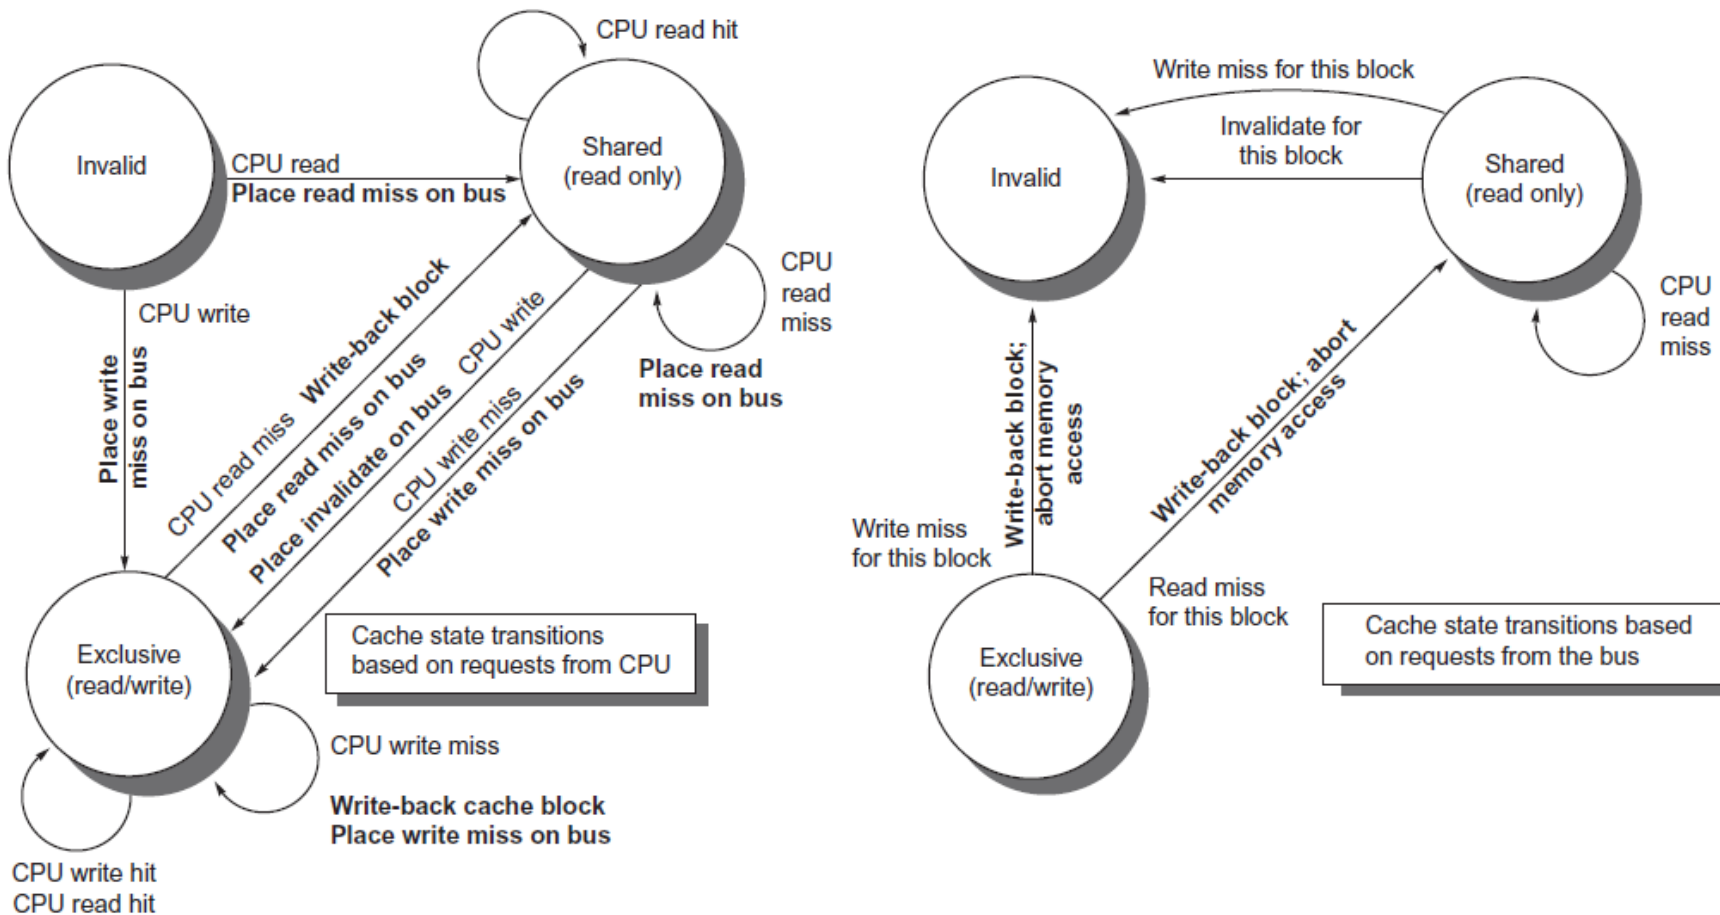 CPU read hit
Invalid
Shared
(read only)
CPU read
Place read miss on bus
CPU
read
miss
Place read
miss on bus
CPU write
Place write
miss on bus
CPU read miss Write-back block
Place read miss on bus
Place invalidate on bus CPU write
CPU write miss
Place write miss on bus
Exclusive
(read/write)
Cache state transitions
based on requests from CPU
CPU write miss
Write-back cache block
Place write miss on bus
CPU write hit
CPU read hit
Write miss for this block
Invalidate for
this block
Invalid
Shared
(read only)
CPU
read
miss
Write-back block;
abort memory
access
Write-back block; abort
memory access
Write miss
for this block
Read miss
for this block
Exclusive
(read/write)
Cache state transitions based
on requests from the bus